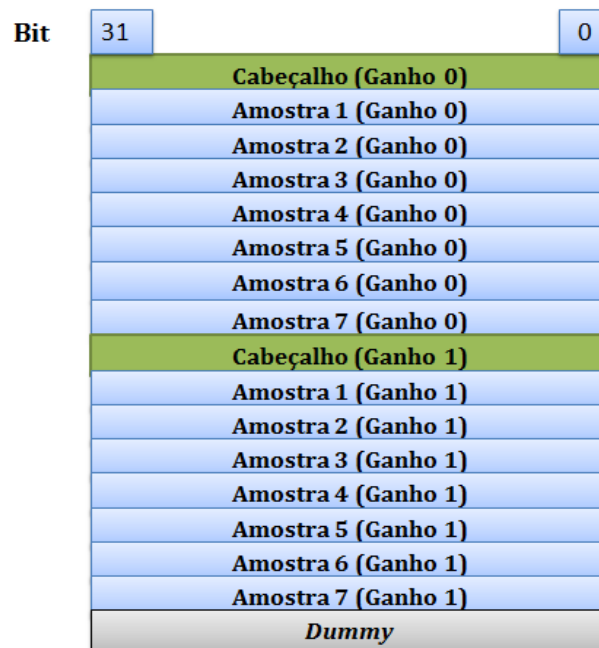 Bit 31 0
Cabeçalho (Ganho 0)
Amostra 1 (Ganho 0)
Amostra 2 (Ganho 0)
Amostra 3 (Ganho 0)
Amostra 4 (Ganho 0)
Amostra 5 (Ganho 0)
Amostra 6 (Ganho 0)
Amostra 7 (Ganho 0)
Cabeçalho (Ganho 1)
Amostra 1 (Ganho 1)
Amostra 2 (Ganho 1)
Amostra 3 (Ganho 1)
Amostra 4 (Ganho 1)
Amostra 5 (Ganho 1)
Amostra 6 (Ganho 1)
Amostra 7 (Ganho 1)
Dummy